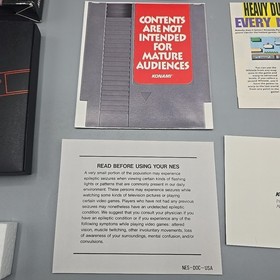 CONTENTS
ARE NOT
INTENDED
FOR
MATURE
AUDIENCES
KONAMI
HEAVY DU
EVERY
READ BEFORE USING YOUR NES
A very small portion of the population may experience
epileptic seizures when viewing certain kinds of flashing
lights or patterns that are commonly present in our daily
environment. These persons may experience seizures while
watching some kinds of television pictures or playing
certain video games. Players who have not had any previous
seizures may nonetheless have an undetected epileptic
condition. We suggest that you consult your physician if you
have an epileptic condition or if you experience any of the
following symptoms while playing video games: altered
vision, muscle twitching, other involuntary movements, loss
of awareness of your surroundings, mental confusion, and/or
convulsions.
NES-DOC-USA